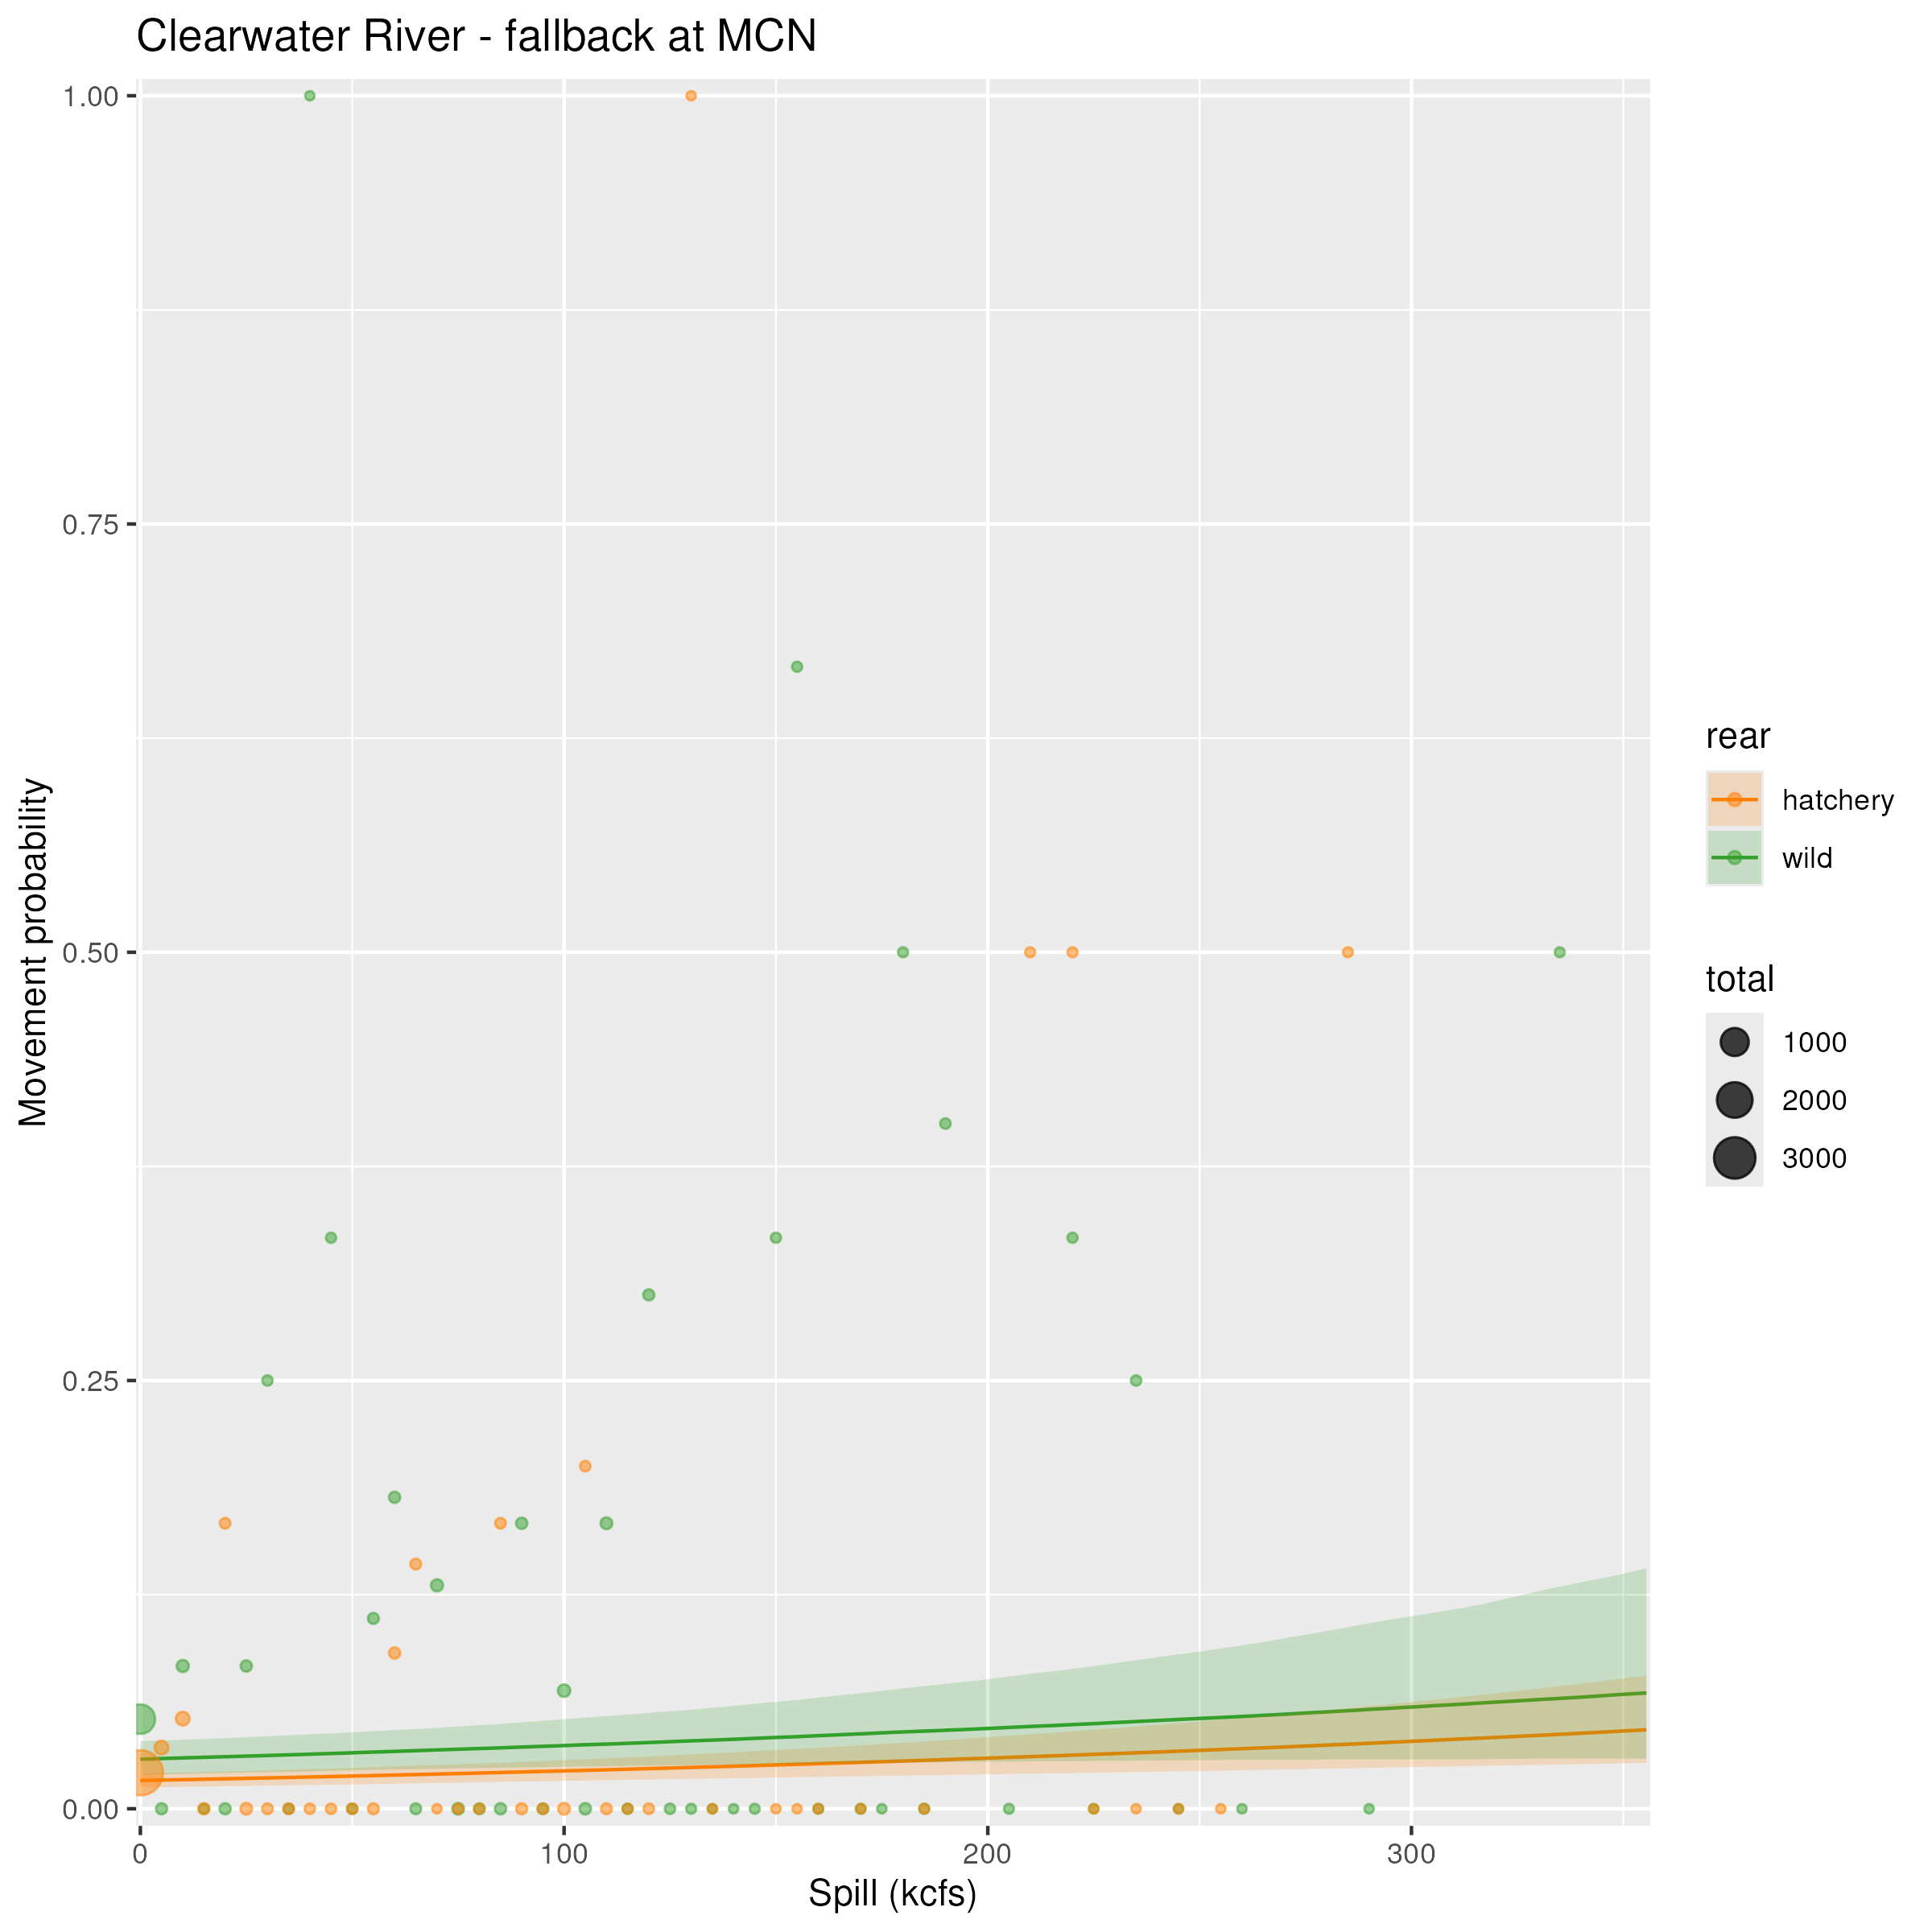 Clearwater River - fallback at MCN
1.00
0.75
0.50
0.25
0.00
Movement probability
0
100
200
300
Spill (kcfs)
rear
hatchery
wild
total
1000
2000
3000